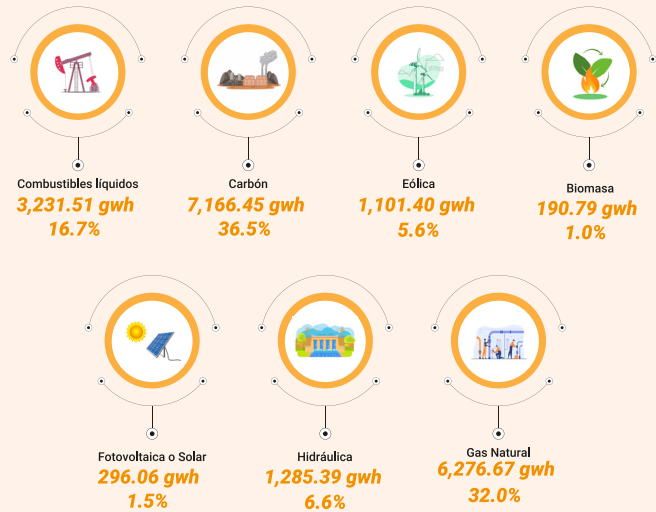 Combustibles líquidos
3,231.51 gwh
16.7%
Carbón
7,166.45 gwh
36.5%
Eólica
1,101.40 gwh
5.6%
Biomasa
190.79 gwh
1.0%
Fotovoltaica o Solar
296.06 gwh
1.5%
Hidráulica
1,285.39 gwh
6.6%
Gas Natural
6,276.67 gwh
32.0%